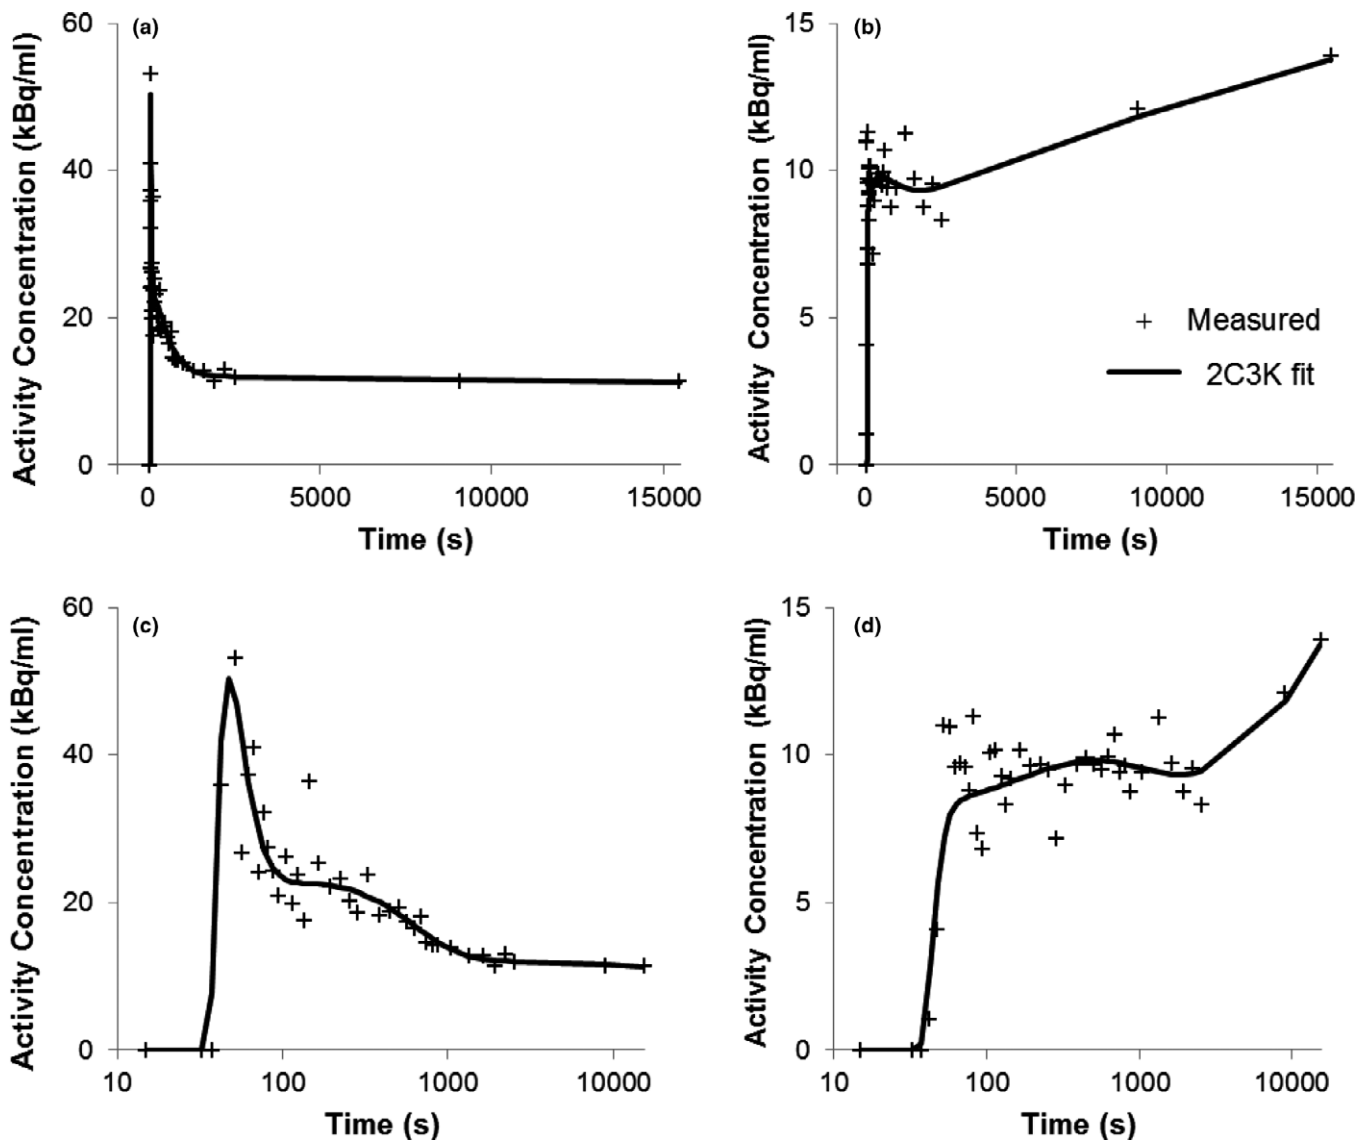 (a)
Activity Concentration (kBq/ml)
60
40
20
0
0 5000 10000 15000
Time (s)
(b)
Activity Concentration (kBq/ml)
15
10
5
0
Measured
2C3K fit
0 5000 10000 15000
Time (s)
(c)
Activity Concentration (kBq/ml)
60
40
20
0
10 100 1000 10000
Time (s)
(d)
Activity Concentration (kBq/ml)
15
10
5
0
10 100 1000 10000
Time (s)